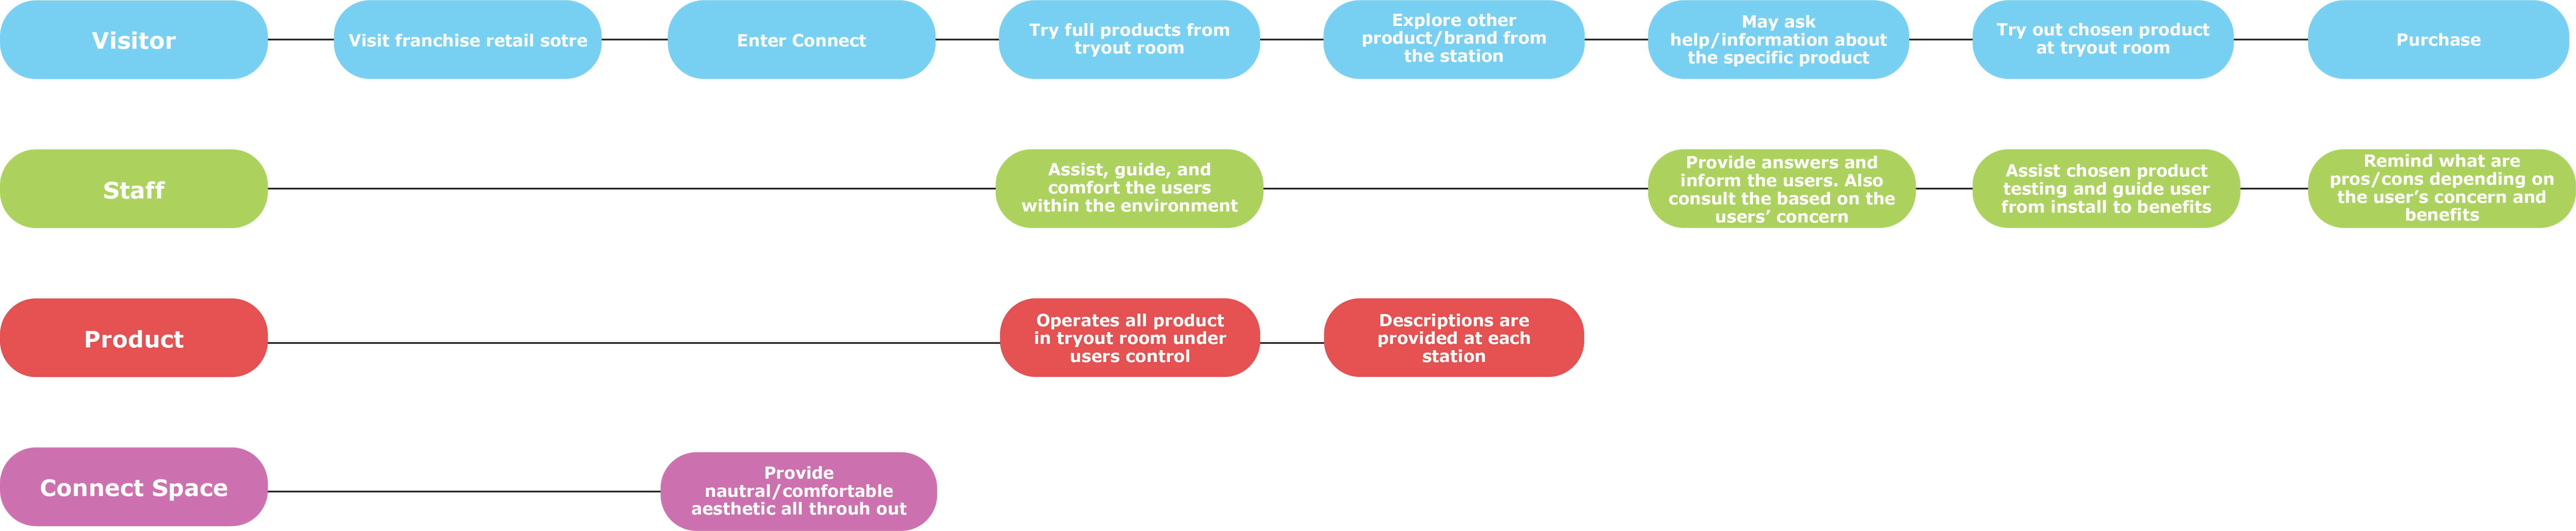 Visitor
Visit franchise retail sotre
Enter Connect
Try full products from
tryout room
Explore other
product/brand from
the station
May ask
help/information about
the specific product
Try out chosen product
at tryout room
Purchase
Staff
Assist, guide, and
comfort the users
within the environment
Provide answers and
inform the users. Also
consult the based on the
users’ concern
Assist chosen product
testing and guide user
from install to benefits
Remind what are
pros/cons depending on
the user’s concern and
benefits
Product
Operates all product
in tryout room under
users control
Descriptions are
provided at each
station
Connect Space
Provide
nautral/comfortable
aesthetic all throuh out